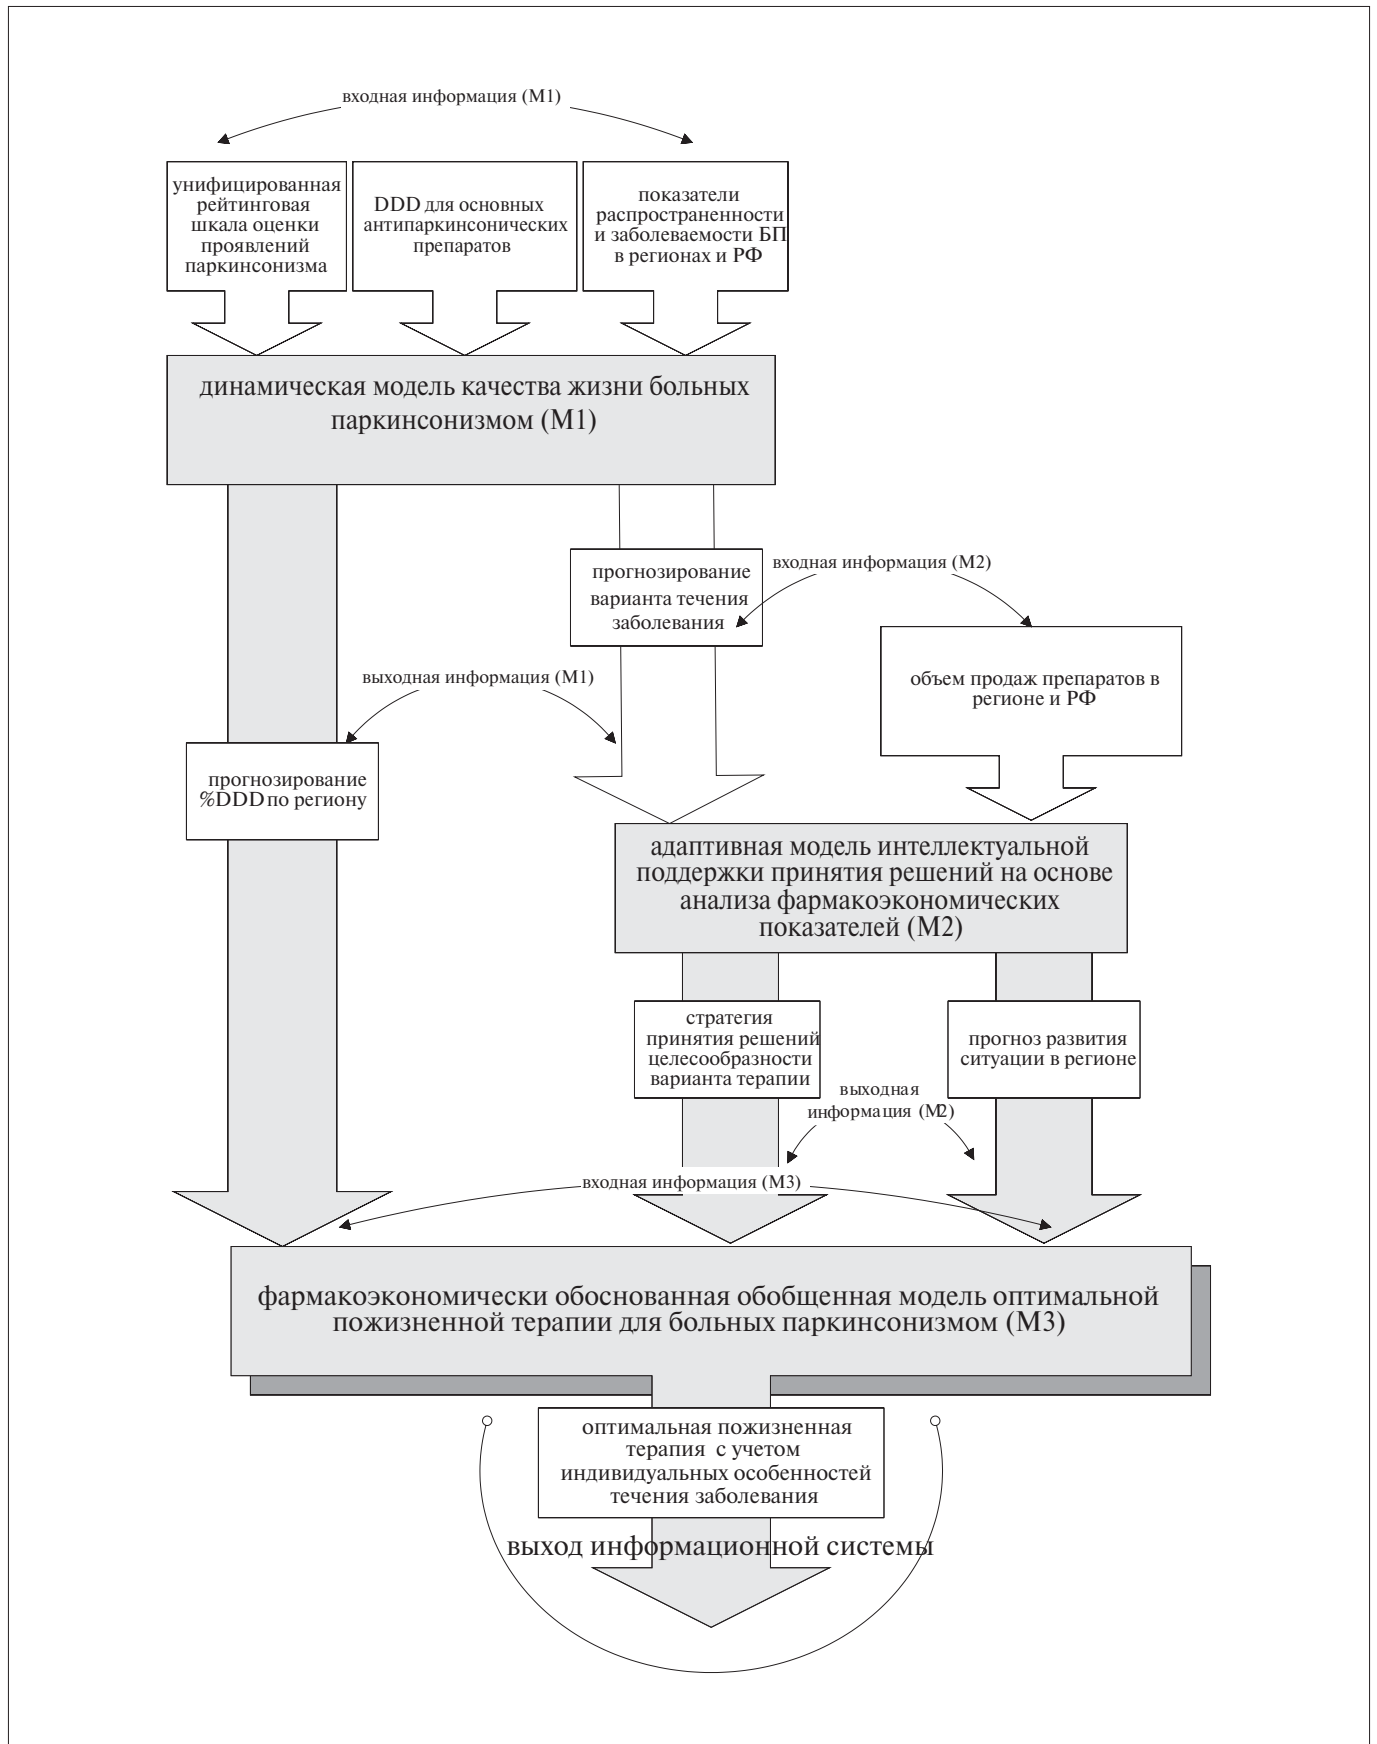 входная информация (М1)
унифицированная
рейтинговая
шкала оценки
проявлений
паркинсонизма
DDD для основных
антипаркинсонических
препаратов
показатели
распространенности
и заболеваемости БП
в регионах и РФ
динамическая модель качества жизни больных
паркинсонизмом (М1)
прогнозирование
варианта течения
заболевания
входная информация (М2)
объем продаж препаратов в
регионе и РФ
выходная информация (М1)
прогнозирование
%DDD по региону
адаптивная модель интеллектуальной
поддержки принятия решений на основе
анализа фармакоэкономических
показателей (М2)
стратегия
принятия решений
целесообразности
варианта терапии
прогноз развития
ситуации в регионе
выходная
информация (М2)
входная информация (М3)
фармакоэкономически обоснованная обобщенная модель оптимальной
пожизненной терапии для больных паркинсонизмом (М3)
оптимальная пожизненная
терапия с учетом
индивидуальных особенностей
течения заболевания
выход информационной системы